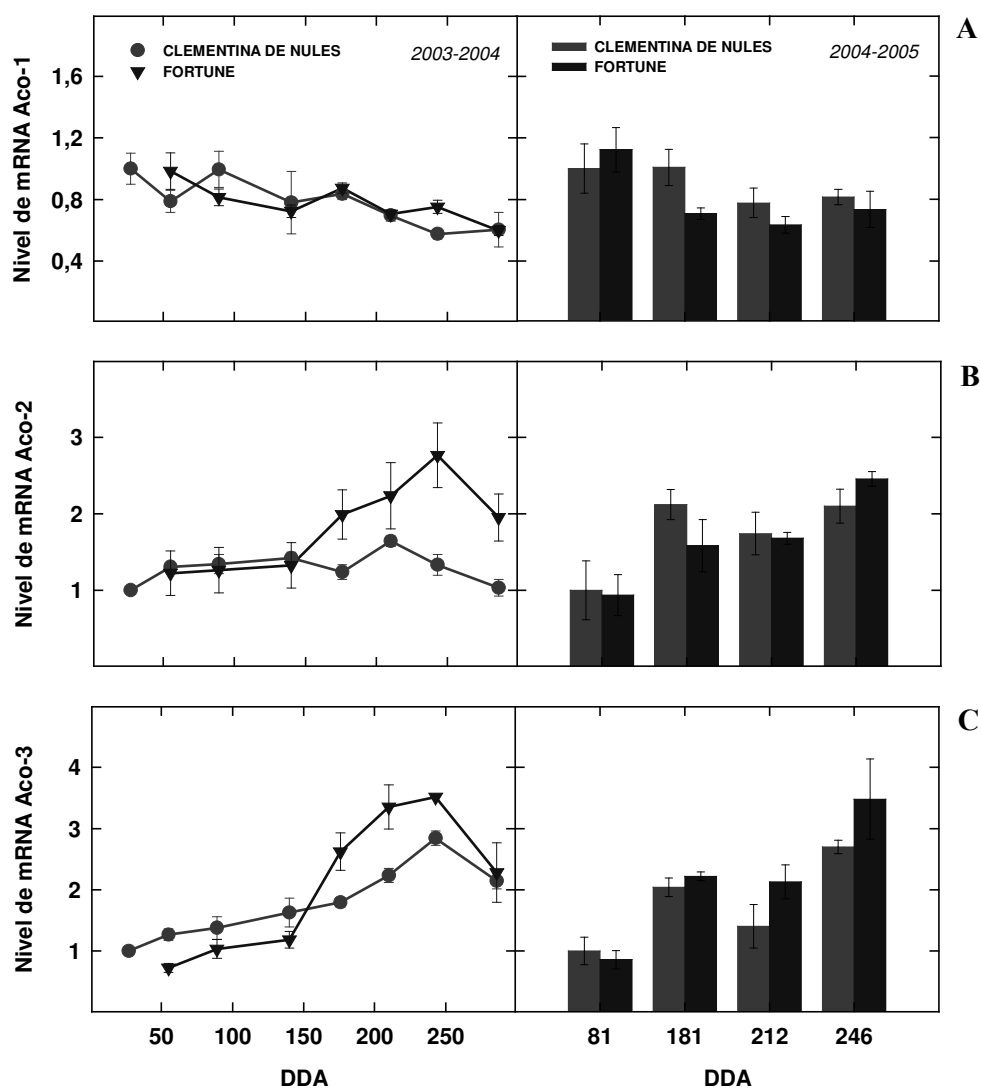 A
CLEMENTINA DE NULES
FORTUNE
2003-2004
CLEMENTINA DE NULES
FORTUNE
2004-2005
Nivel de mRNA Aco-1
1,6
1,2
0,8
0,4
B
Nivel de mRNA Aco-2
3
2
1
C
Nivel de mRNA Aco-3
4
3
2
1
50 100 150 200 250
81 181 212 246
DDA
DDA